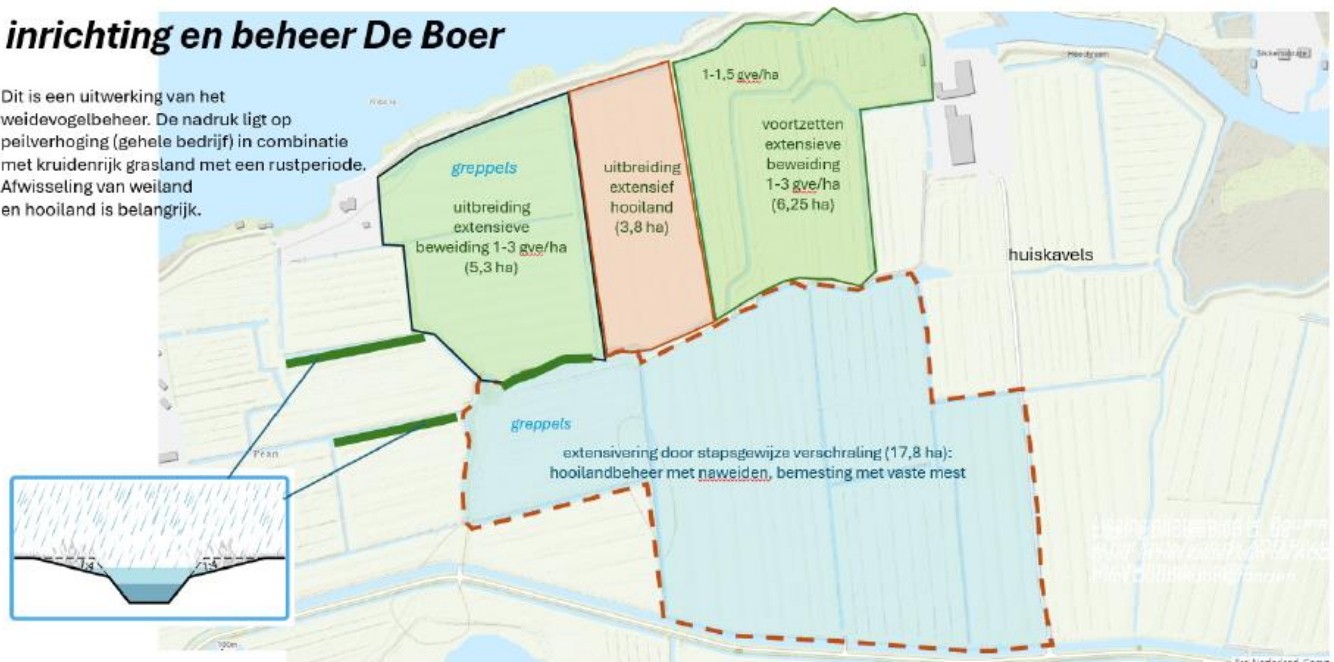 inrichting en beheer De Boer
Dit is een uitwerking van het
weidevogelbeheer. De nadruk ligt op
peilverhoging (gehele bedrijf) in combinatie
met kruidenrijk grasland met een rustperiode.
Afwisseling van weiland
en hooiland is belangrijk.
1-1,5 gve/ha
voortzetten
extensieve
beweiding
1-3 gve/ha
(6,25 ha)
uitbreiding
extensief
hooiland
(3,8 ha)
greppels
uitbreiding
extensieve
beweiding 1-3 gve/ha
(5,3 ha)
huiskavels
greppels
extensivering door stapsgewijze verschraling (17,8 ha):
hooilandbeheer met naweiden, bemesting met vaste mest
Pean
1:4
1:4
100m